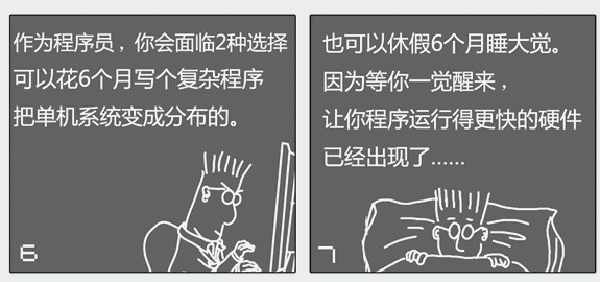 作为程序员，你会面临2种选择
可以花6个月写个复杂程序
把单机系统变成分布的。
6
也可以休假6个月睡大觉。
因为等你一觉醒来，
让你程序运行得更快的硬件
已经出现了……
7